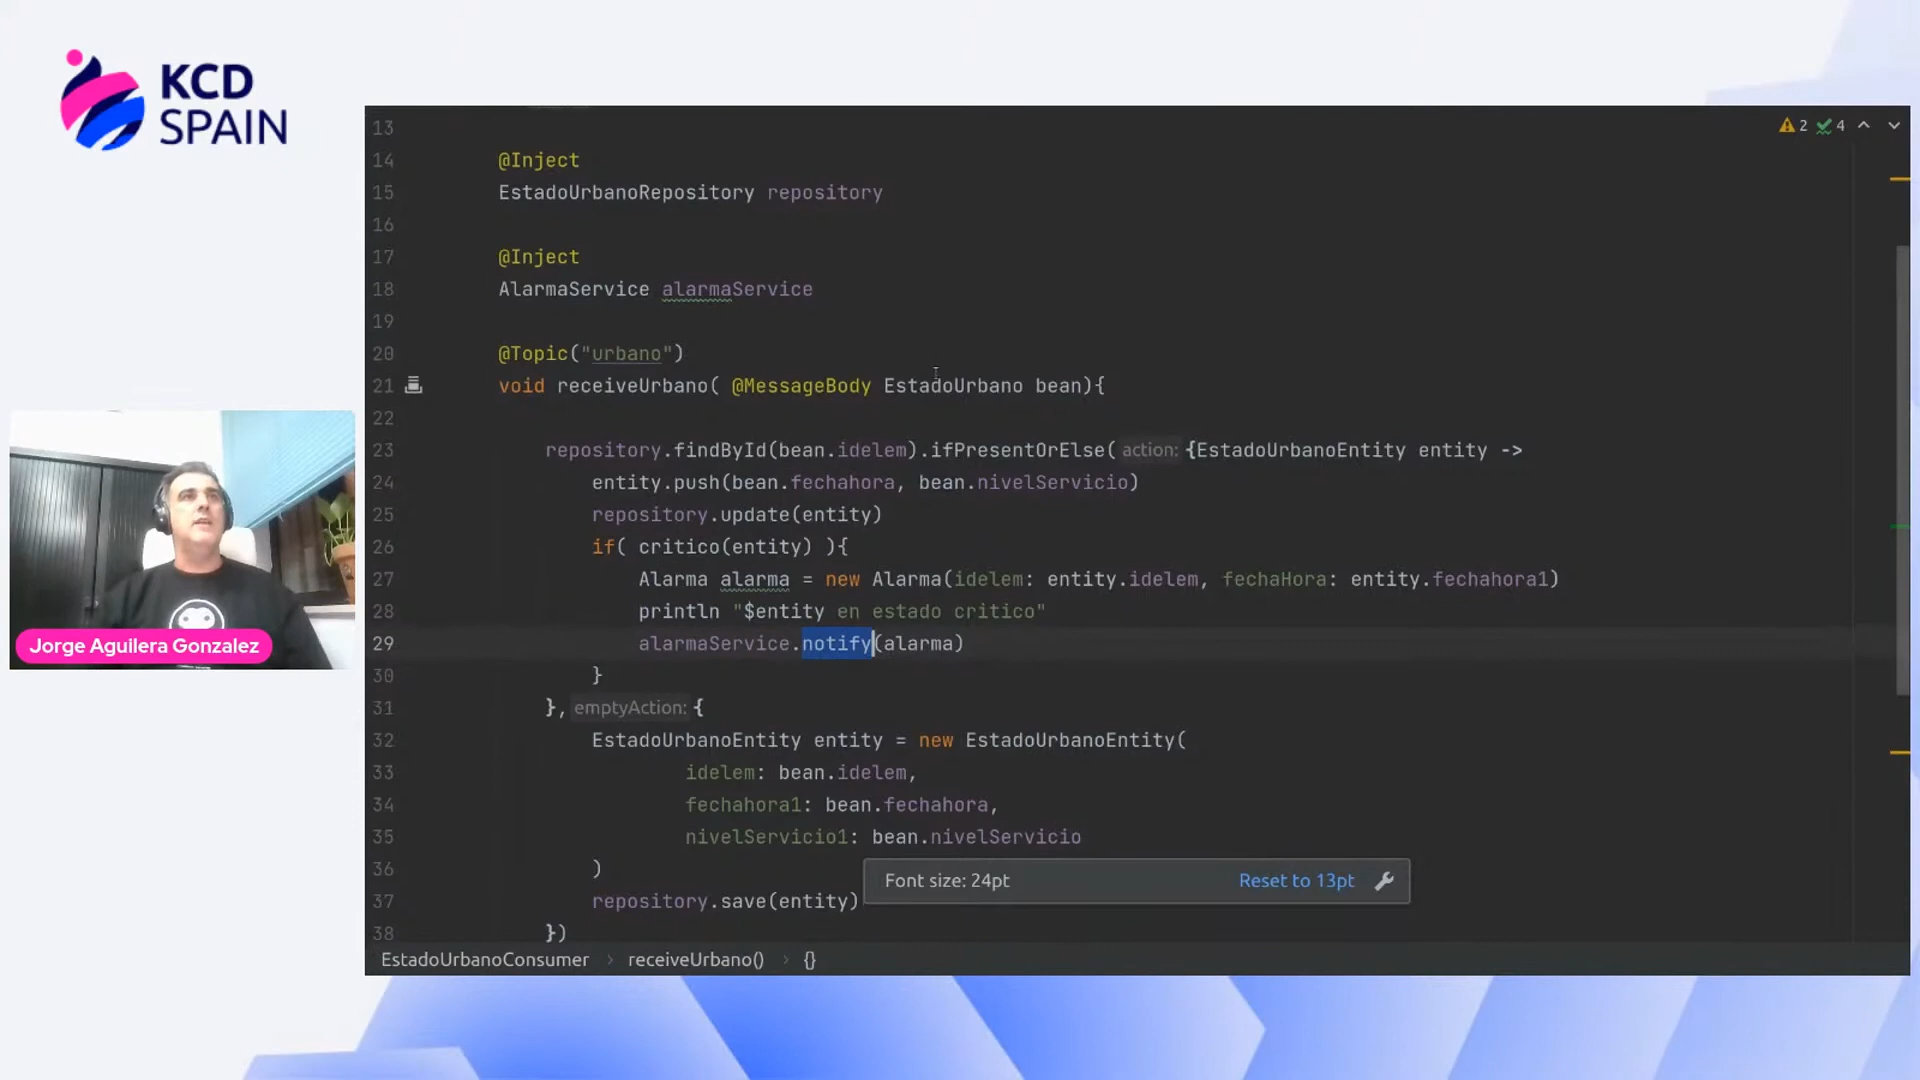 KCD
SPAIN
2 4
13
14 @Inject
15 EstadoUrbanoRepository repository
16
17 @Inject
18 AlarmaService alarmaService
19
20 @Topic("urbano")
21 void receiveUrbano( @MessageBody EstadoUrbano bean){
22
23 repository.findById(bean.idelem).ifPresentOrElse( action: {EstadoUrbanoEntity entity ->
24 entity.push(bean.fechahora, bean.nivelServicio)
25 repository.update(entity)
26 if( critico(entity) ){
27 Alarma alarma = new Alarma(idelem: entity.idelem, fechaHora: entity.fechahora1)
28 println "$entity en estado critico"
29 alarmaService.notify(alarma)
30 }
31 }, emptyAction: {
32 EstadoUrbanoEntity entity = new EstadoUrbanoEntity(
33 idelem: bean.idelem,
34 fechahora1: bean.fechahora,
35 nivelServicio1: bean.nivelServicio
36 )
37 repository.save(entity)
38 })
Font size: 24pt Reset to 13pt
EstadoUrbanoConsumer > receiveUrbano() > {}
Jorge Aguilera Gonzalez